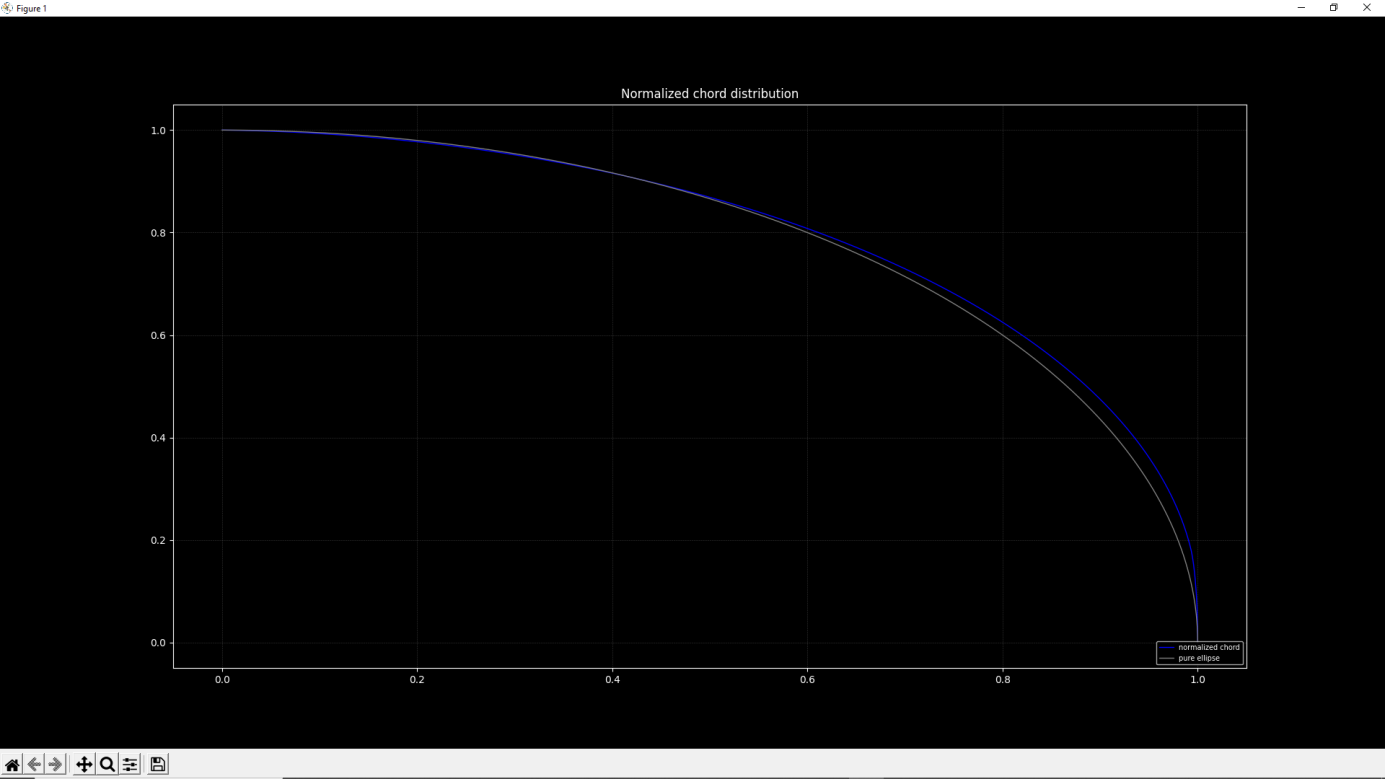 Figure 1
Normalized chord distribution
1.0
0.8
0.6
0.4
0.2
0.0
normalized chord
pure ellipse
0.0 0.2 0.4 0.6 0.8 1.0